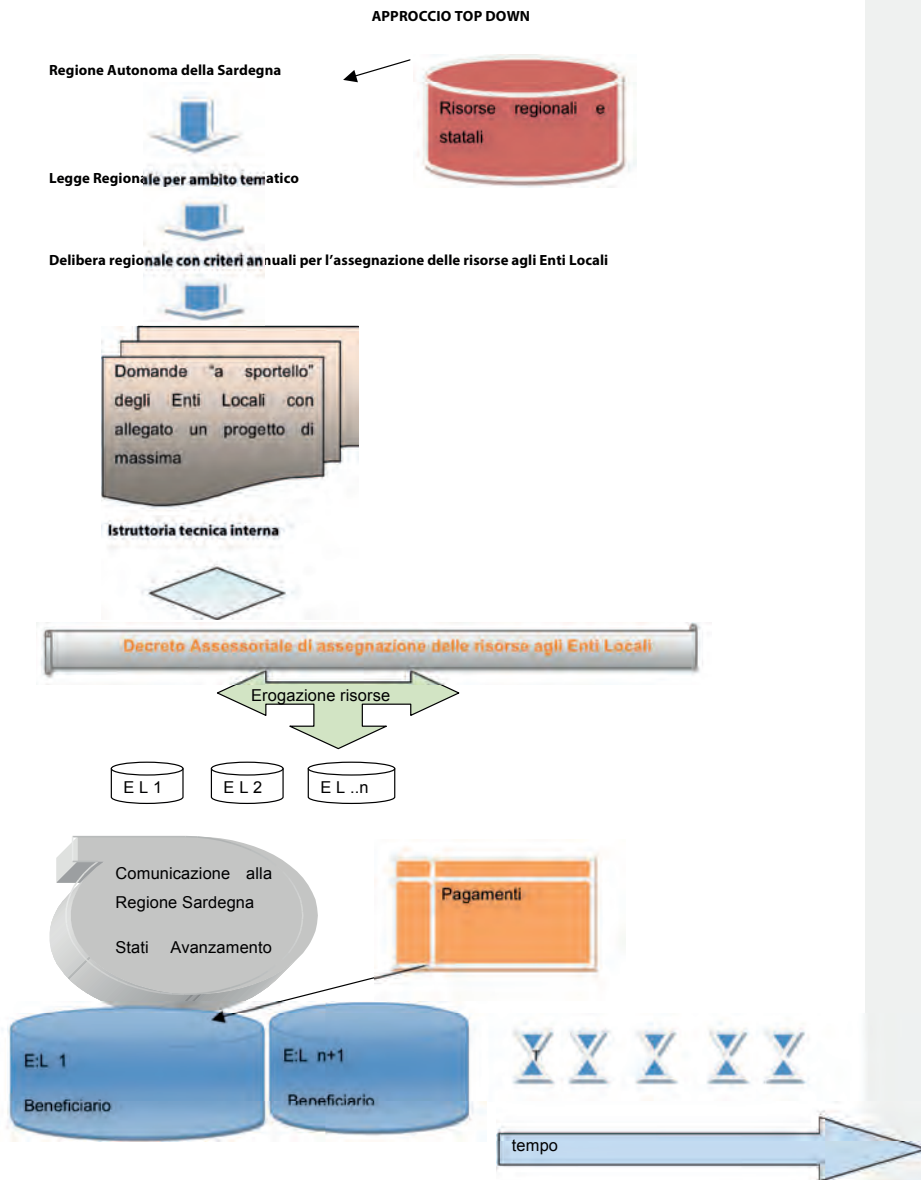 APPROCCIO TOP DOWN
Regione Autonoma della Sardegna
Risorse regionali e
statali
Legge Regionale per ambito tematico
Delibera regionale con criteri annuali per l'assegnazione delle risorse agli Enti Locali
Domande "a sportello"
degli Enti Locali con
allegato un progetto di
massima
Istruttoria tecnica interna
Decreto Assessoriale di assegnazione delle risorse agli Enti Locali
Erogazione risorse
E L 1
E L 2
E L ..n
Comunicazione alla
Regione Sardegna
Stati Avanzamento
Pagamenti
E:L 1
Beneficiario
E:L n+1
Beneficiario
T
tempo